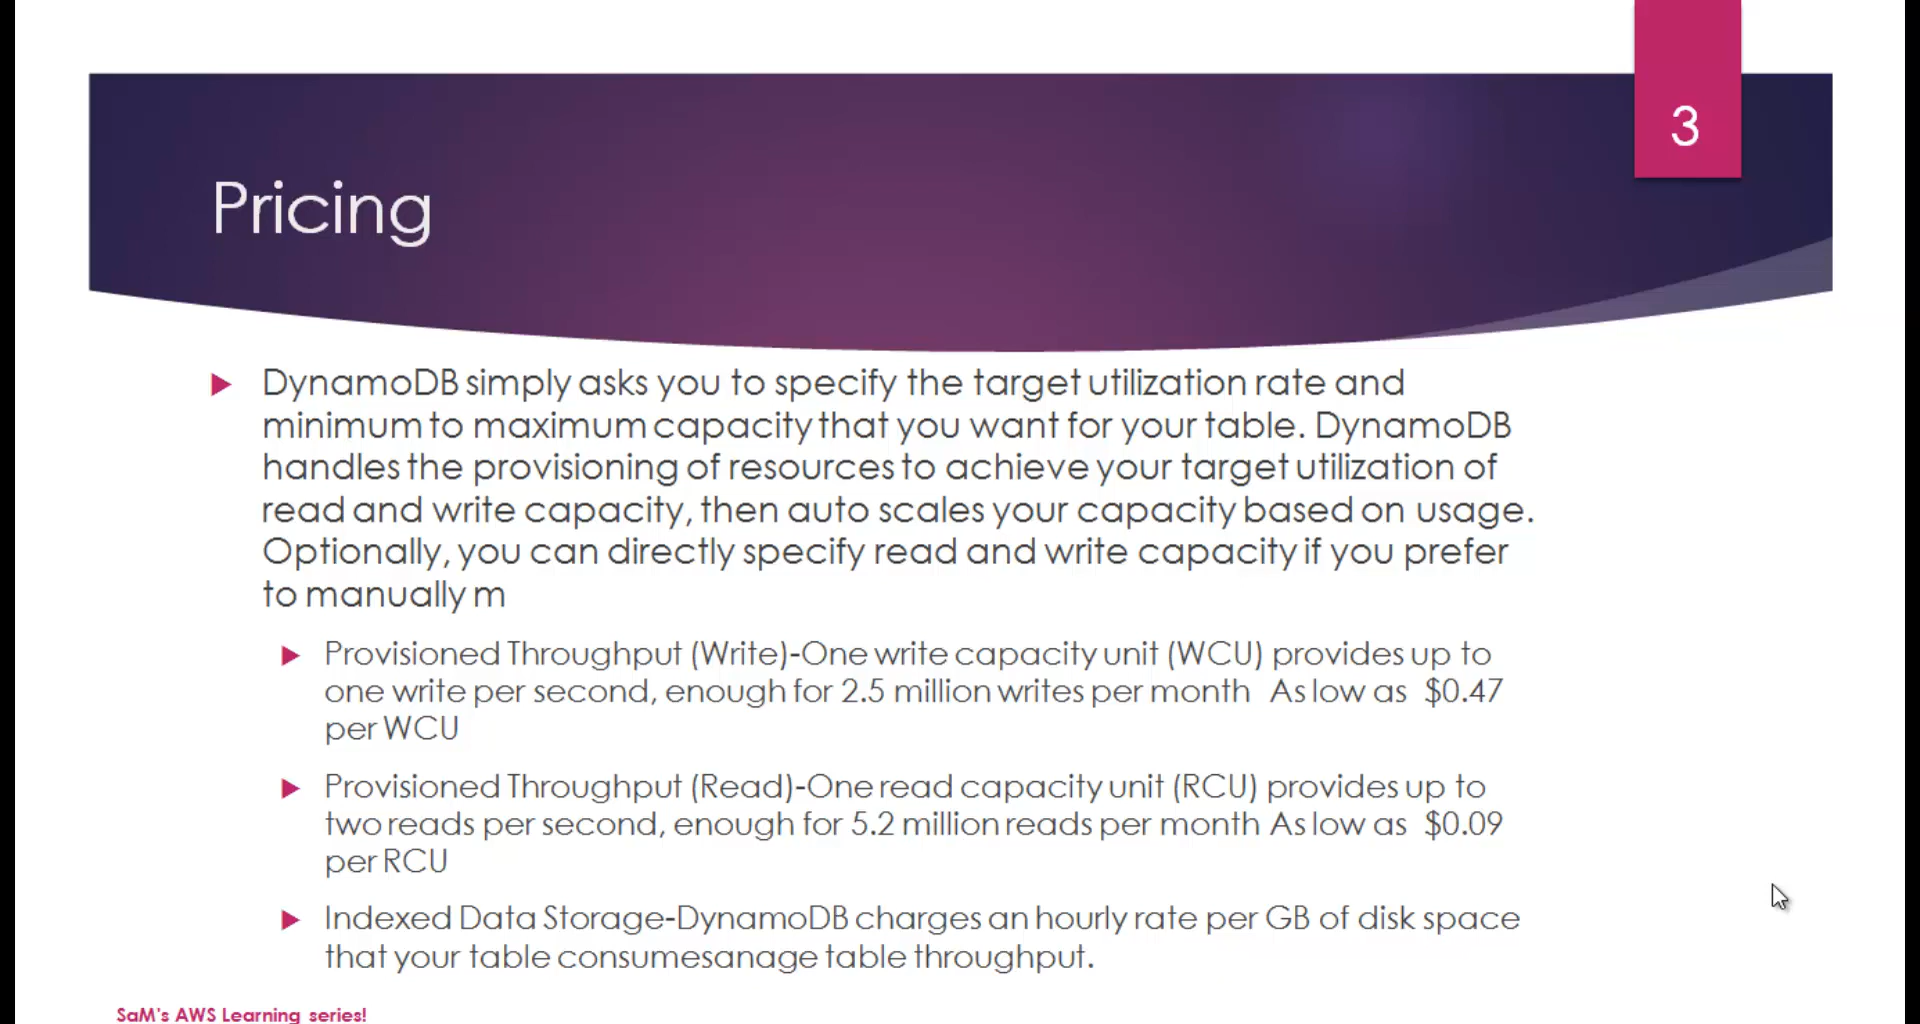 3
Pricing
DynamoDB simply asks you to specify the target utilization rate and
minimum to maximum capacity that you want for your table. DynamoDB
handles the provisioning of resources to achieve your target utilization of
read and write capacity, then auto scales your capacity based on usage.
Optionally, you can directly specify read and write capacity if you prefer
to manually m
Provisioned Throughput (Write)-One write capacity unit (WCU) provides up to
one write per second, enough for 2.5 million writes per month As low as $0.47
per WCU
Provisioned Throughput (Read)-One read capacity unit (RCU) provides up to
two reads per second, enough for 5.2 million reads per month As low as $0.09
per RCU
Indexed Data Storage-DynamoDB charges an hourly rate per GB of disk space
that your table consumesanage table throughput.
SaM's AWS Learning series!